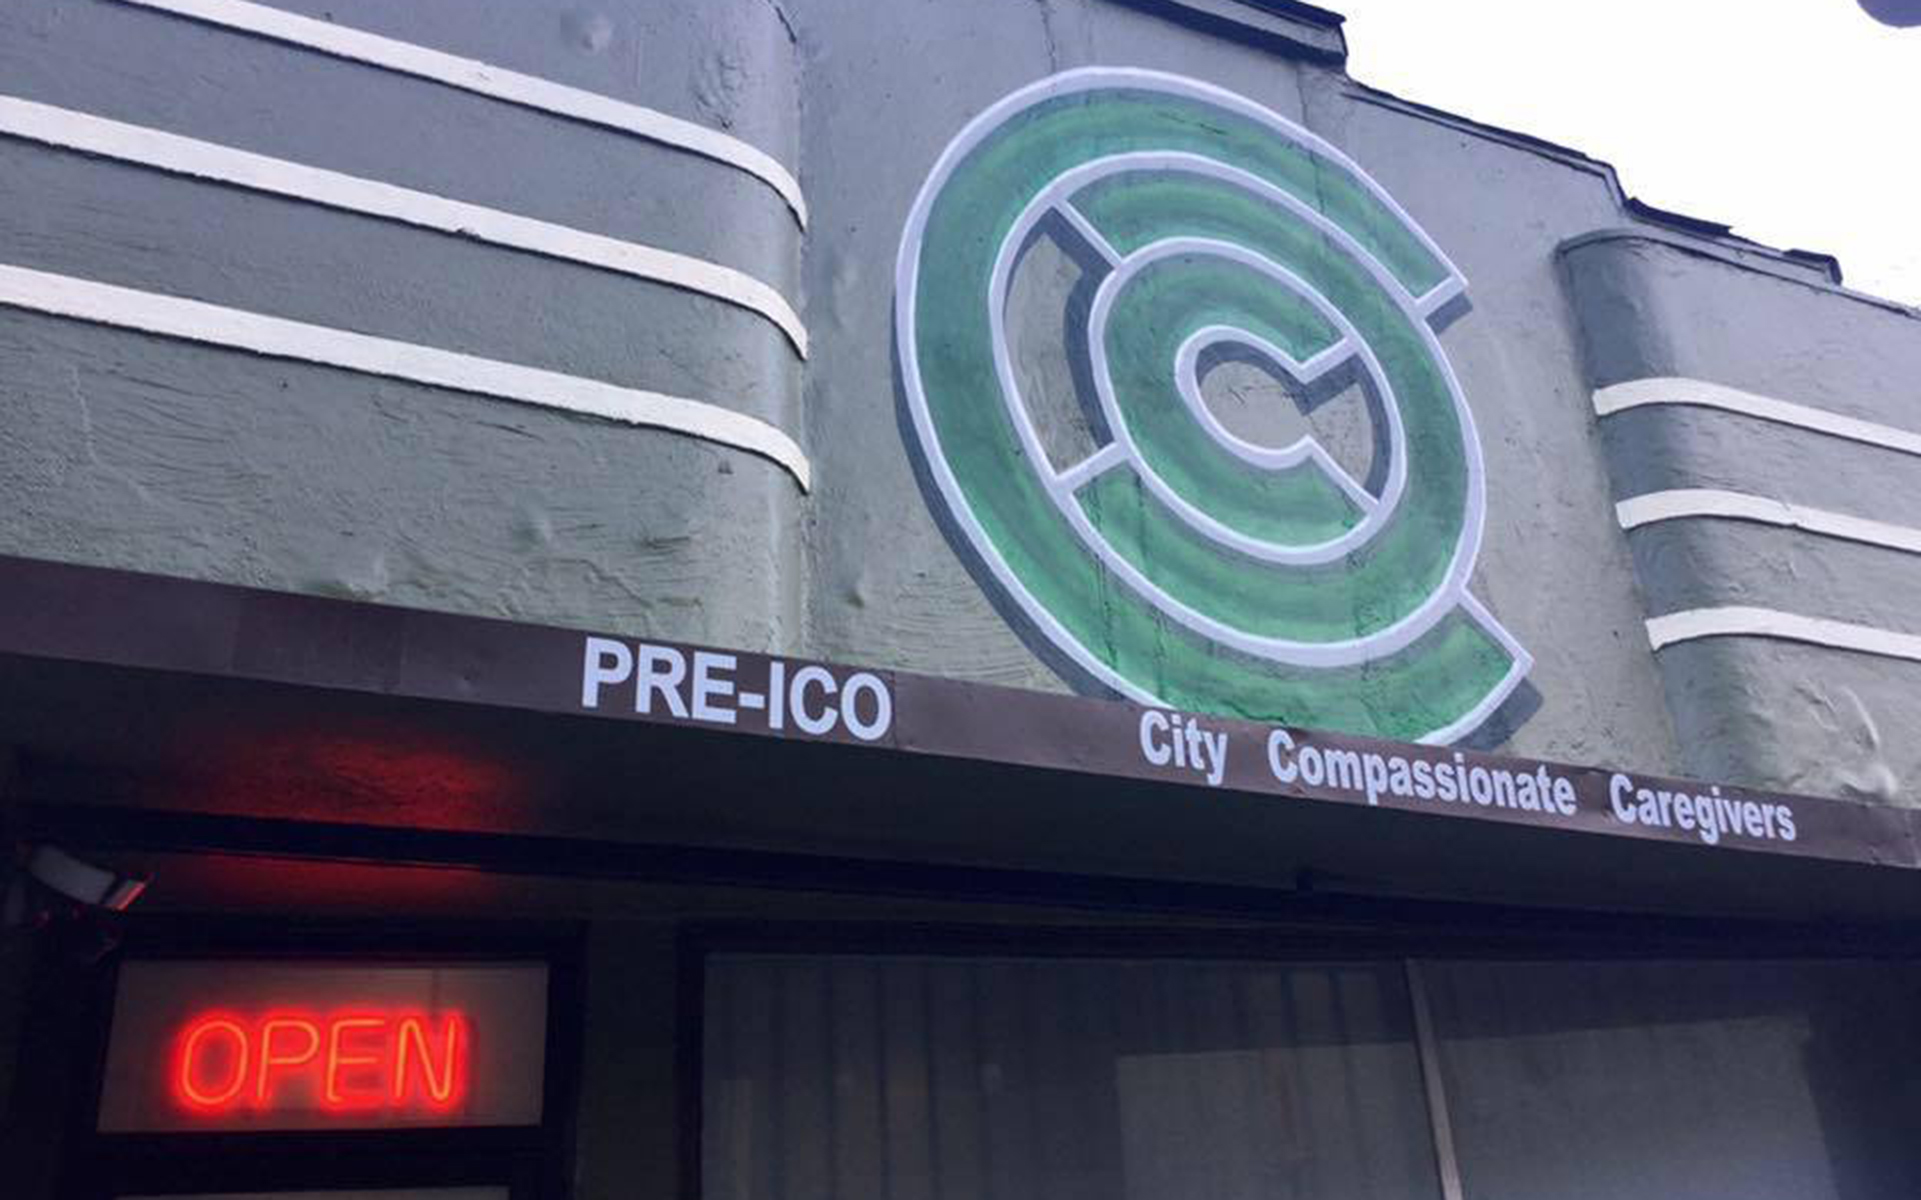 PRE-ICO
City Compassionate Caregivers
OPEN